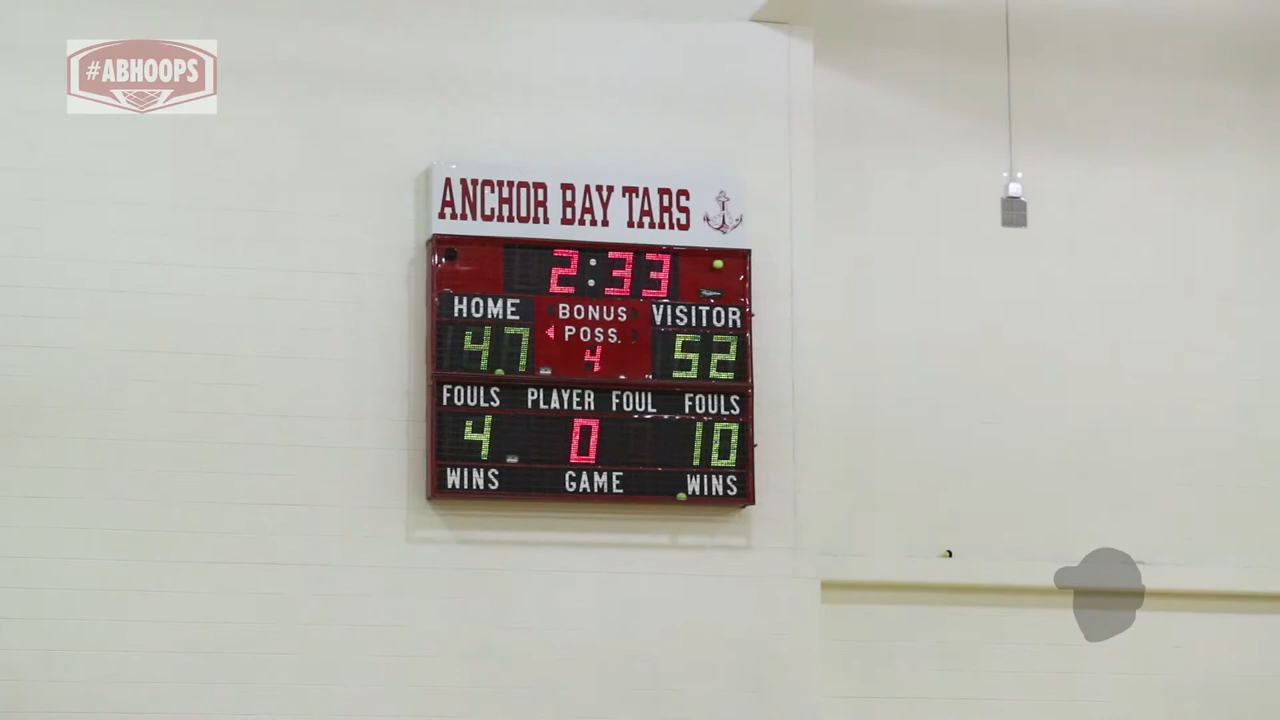 #ABHOOPS
ANCHOR BAY TARS
2:33
HOME BONUS VISITOR
POSS.
47 4 52
FOULS PLAYER FOUL FOULS
4 0 10
WINS GAME WINS